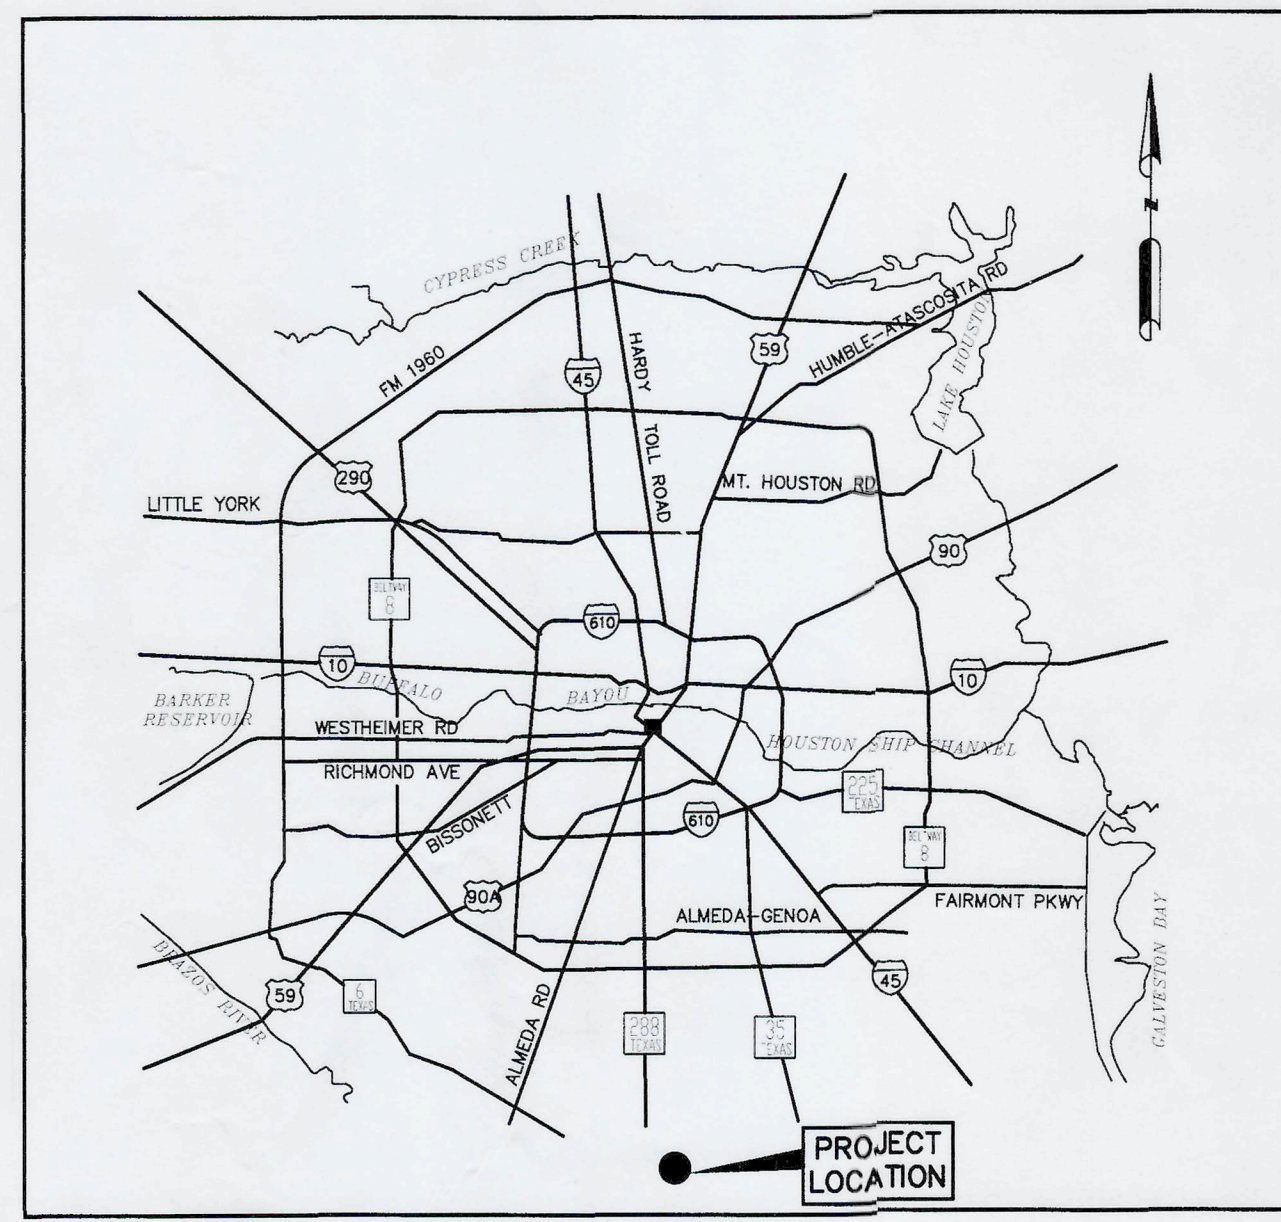 N
CYPRESS CREEK
HUMBLE-ATASCOSITA RD
59
HARDY
LAKE HOUSTON
FM 1960
45
TOLL ROAD
290
MT. HOUSTON RD
LITTLE YORK
90
BELTWAY
8
610
10
10
BUFFALO
BAYOU
BARKER
RESERVOIR
WESTHEIMER RD
HOUSTON SHIP CHANNEL
RICHMOND AVE
225
TEXAS
BISSONETT
610
BELTWAY
8
90A
FAIRMONT PKWY
ALMEDA-GENOA
GALVESTON BAY
BRAZOS RIVER
45
59
6
TEXAS
ALMEDA RD
288
TEXAS
35
TEXAS
PROJECT
LOCATION